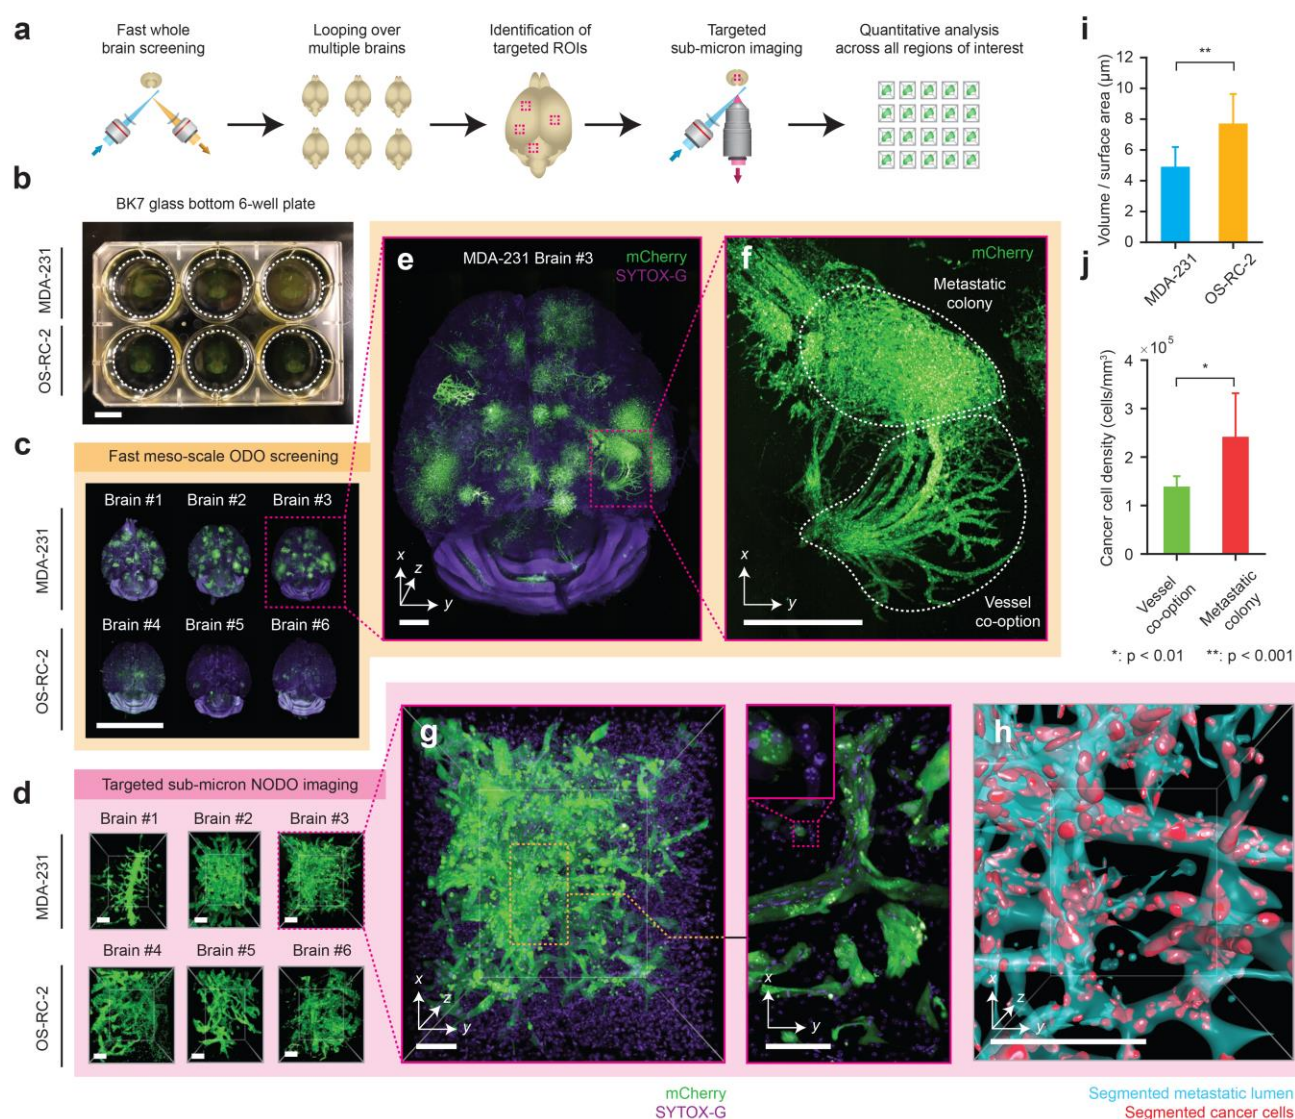 a
Fast whole
brain screening
Looping over
multiple brains
Identification of
targeted ROIs
Targeted
sub-micron imaging
Quantitative analysis
across all regions of interest
b
BK7 glass bottom 6-well plate
MDA-231
OS-RC-2
c
Fast meso-scale ODO screening
Brain #1
Brain #2
Brain #3
MDA-231
Brain #4
Brain #5
Brain #6
OS-RC-2
d
Targeted sub-micron NODO imaging
Brain #1
Brain #2
Brain #3
MDA-231
Brain #4
Brain #5
Brain #6
OS-RC-2
e
MDA-231 Brain #3
mCherry
SYTOX-G
x
z
y
f
mCherry
Metastatic
colony
Vessel
co-option
x
y
g
x
z
y
x
y
mCherry
SYTOX-G
h
x
z
y
Segmented metastatic lumen
Segmented cancer cells
i
Volume / surface area (μm)
12
10
8
6
4
2
0
**
MDA-231
OS-RC-2
j
Cancer cell density (cells/mm³)
×10⁵
4
3
2
1
0
*
Vessel
co-option
Metastatic
colony
*: p < 0.01
**: p < 0.001